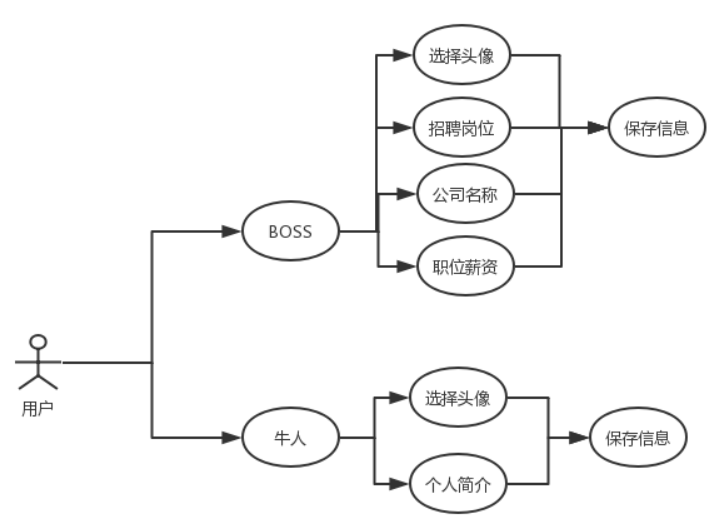 选择头像
招聘岗位
保存信息
公司名称
BOSS
职位薪资
用户
选择头像
牛人
保存信息
个人简介